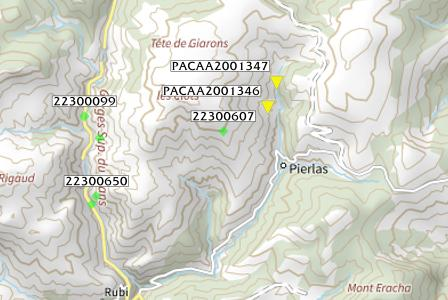 Tête de Giarons
PACAA2001347
PACAA2001346
22300099
22300607
Pierlas
Rigaud
22300650
Rubi
Mont Eracha